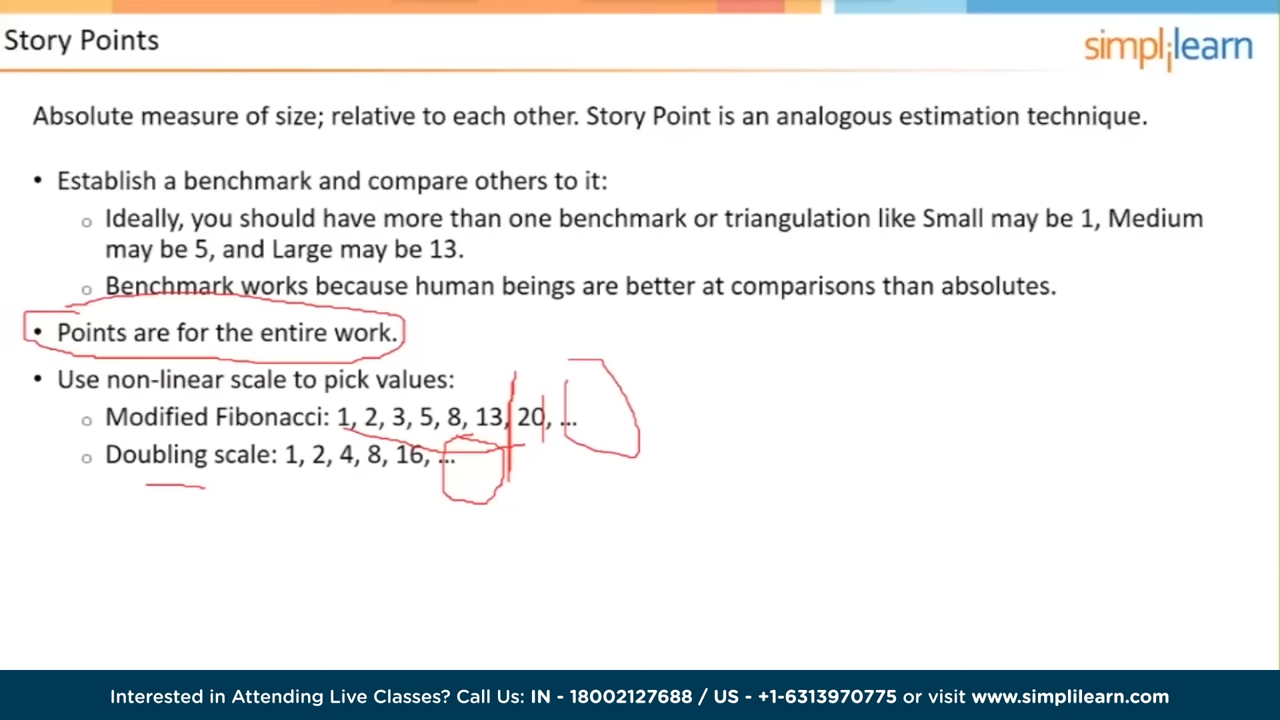 Story Points
simplilearn
Absolute measure of size; relative to each other. Story Point is an analogous estimation technique.
• Establish a benchmark and compare others to it:
o Ideally, you should have more than one benchmark or triangulation like Small may be 1, Medium
may be 5, and Large may be 13.
o Benchmark works because human beings are better at comparisons than absolutes.
• Points are for the entire work.
• Use non-linear scale to pick values:
o Modified Fibonacci: 1, 2, 3, 5, 8, 13, 20, ...
o Doubling scale: 1, 2, 4, 8, 16, ...
Interested in Attending Live Classes? Call Us: IN - 18002127688 / US - +1-6313970775 or visit www.simplilearn.com